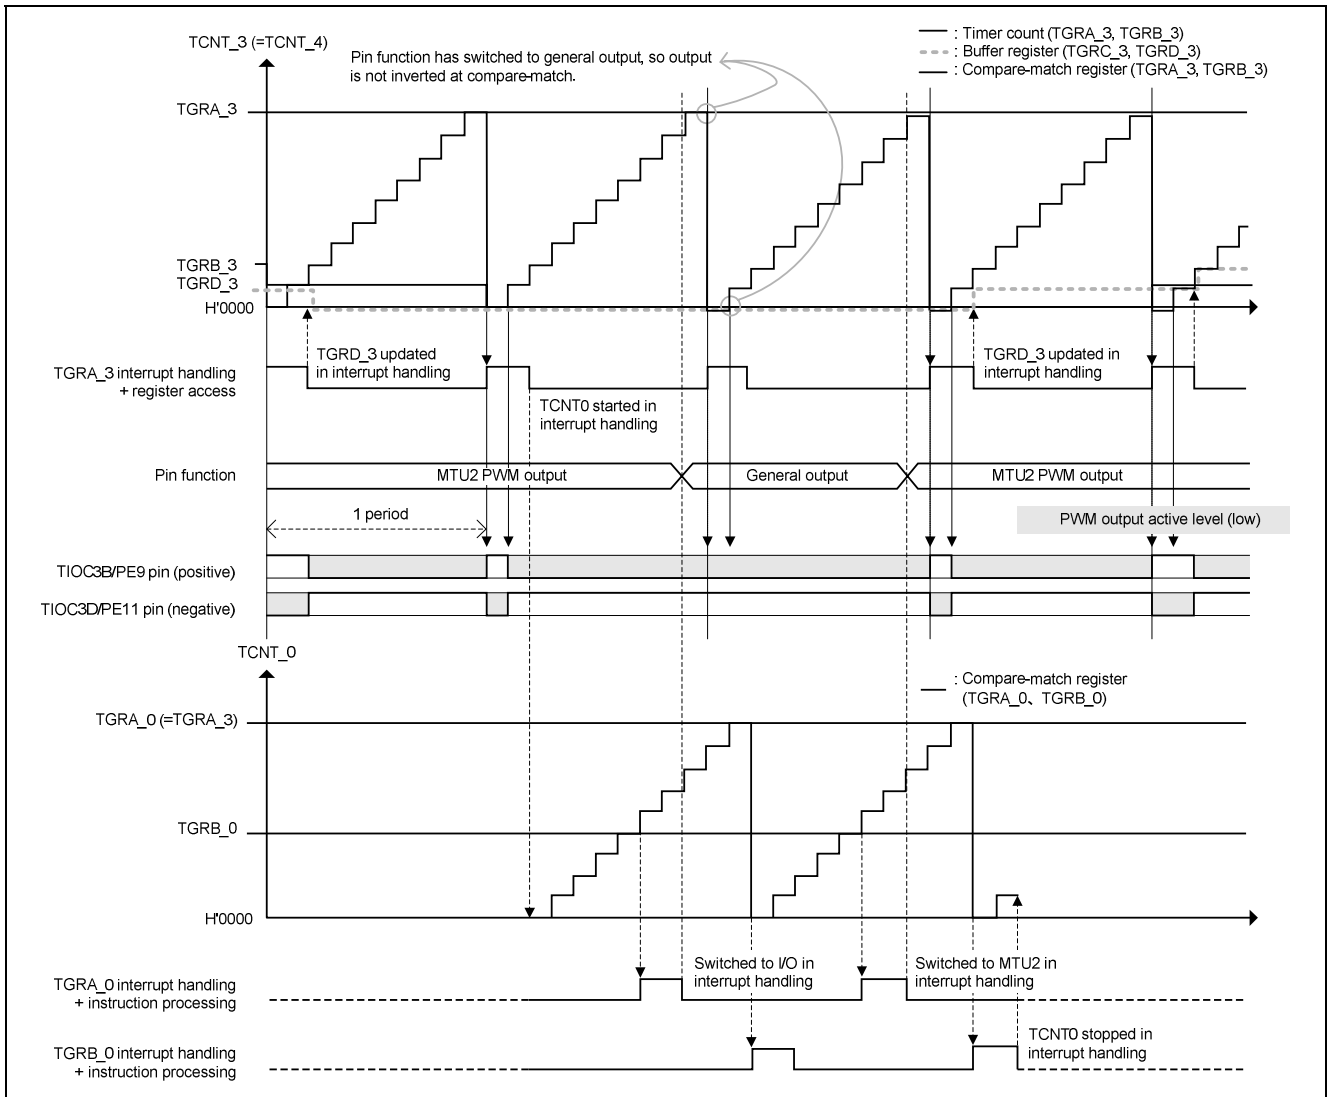 TCNT_3 (=TCNT_4)
Pin function has switched to general output, so output
is not inverted at compare-match.
: Timer count (TGRA_3, TGRB_3)
: Buffer register (TGRC_3, TGRD_3)
: Compare-match register (TGRA_3, TGRB_3)
TGRA_3
TGRB_3
TGRD_3
H'0000
TGRD_3 updated
in interrupt handling
TGRD_3 updated in
interrupt handling
TGRA_3 interrupt handling
+ register access
TCNT0 started in
interrupt handling
Pin function
MTU2 PWM output
General output
MTU2 PWM output
1 period
PWM output active level (low)
TIOC3B/PE9 pin (positive)
TIOC3D/PE11 pin (negative)
TCNT_0
: Compare-match register
(TGRA_0、TGRB_0)
TGRA_0 (=TGRA_3)
TGRB_0
H'0000
Switched to I/O in
interrupt handling
Switched to MTU2 in
interrupt handling
TGRA_0 interrupt handling
+ instruction processing
TCNT0 stopped in
interrupt handling
TGRB_0 interrupt handling
+ instruction processing